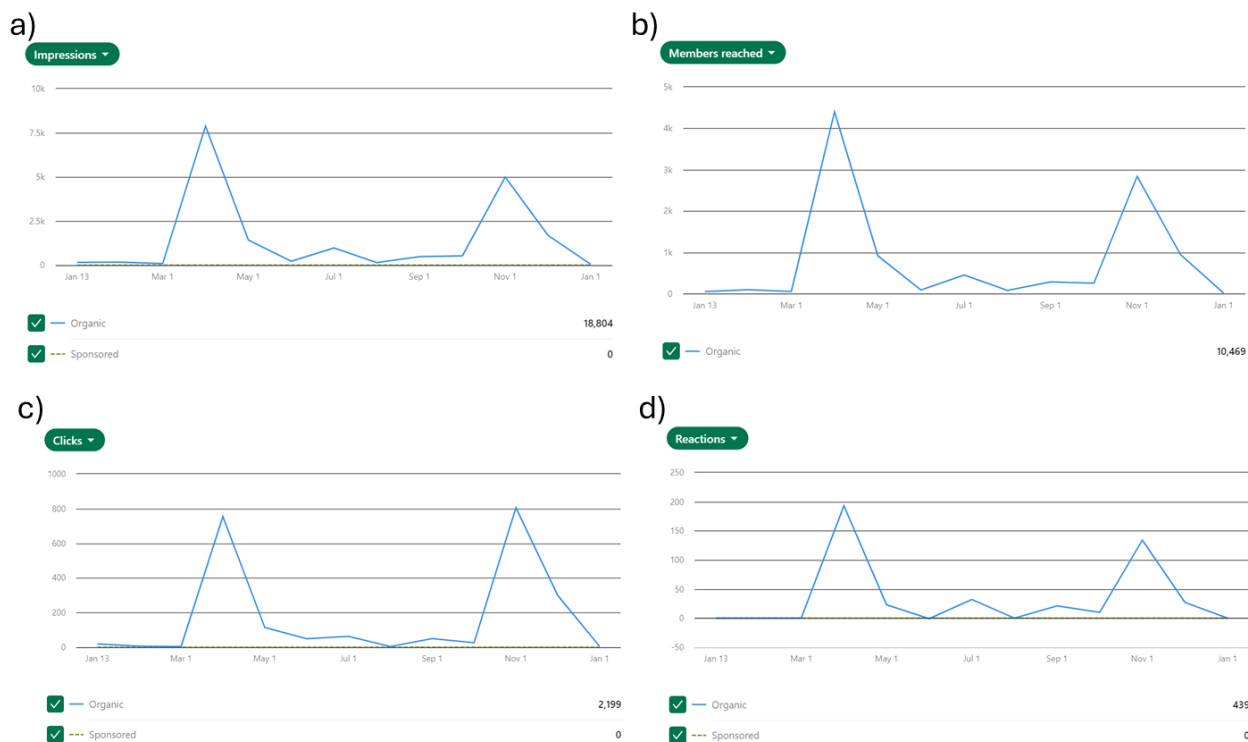 a)
Impressions
10k
7.5k
5k
2.5k
0
Jan 13 Mar 1 May 1 Jul 1 Sep 1 Nov 1 Jan 1
Organic 18,804
Sponsored 0
b)
Members reached
5k
4k
3k
2k
1k
0
Jan 13 Mar 1 May 1 Jul 1 Sep 1 Nov 1 Jan 1
Organic 10,469
c)
Clicks
1000
800
600
400
200
0
Jan 13 Mar 1 May 1 Jul 1 Sep 1 Nov 1 Jan 1
Organic 2,199
Sponsored 0
d)
Reactions
250
200
150
100
50
0
-50
Jan 13 Mar 1 May 1 Jul 1 Sep 1 Nov 1 Jan 1
Organic 439
Sponsored 0